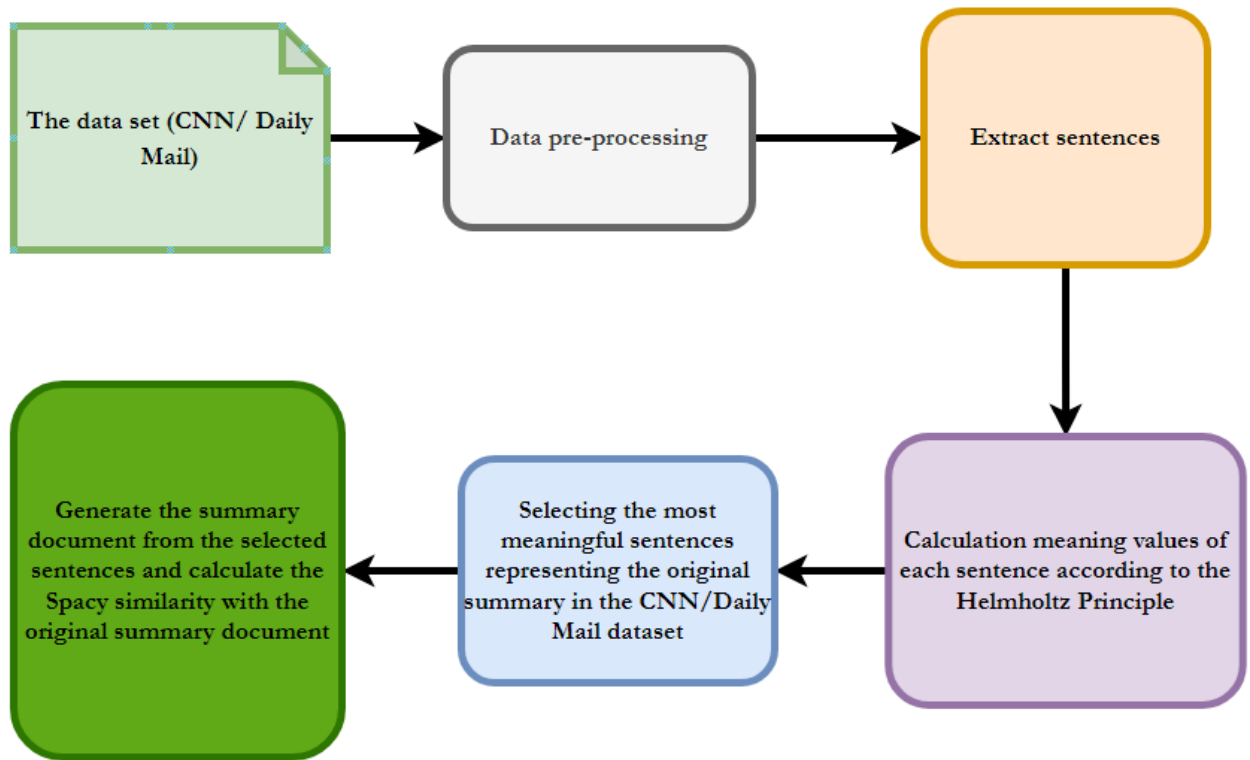 The data set (CNN/ Daily
Mail)
Data pre-processing
Extract sentences
Calculation meaning values of
each sentence according to the
Helmholtz Principle
Selecting the most
meaningful sentences
representing the original
summary in the CNN/Daily
Mail dataset
Generate the summary
document from the selected
sentences and calculate the
Spacy similarity with the
original summary document